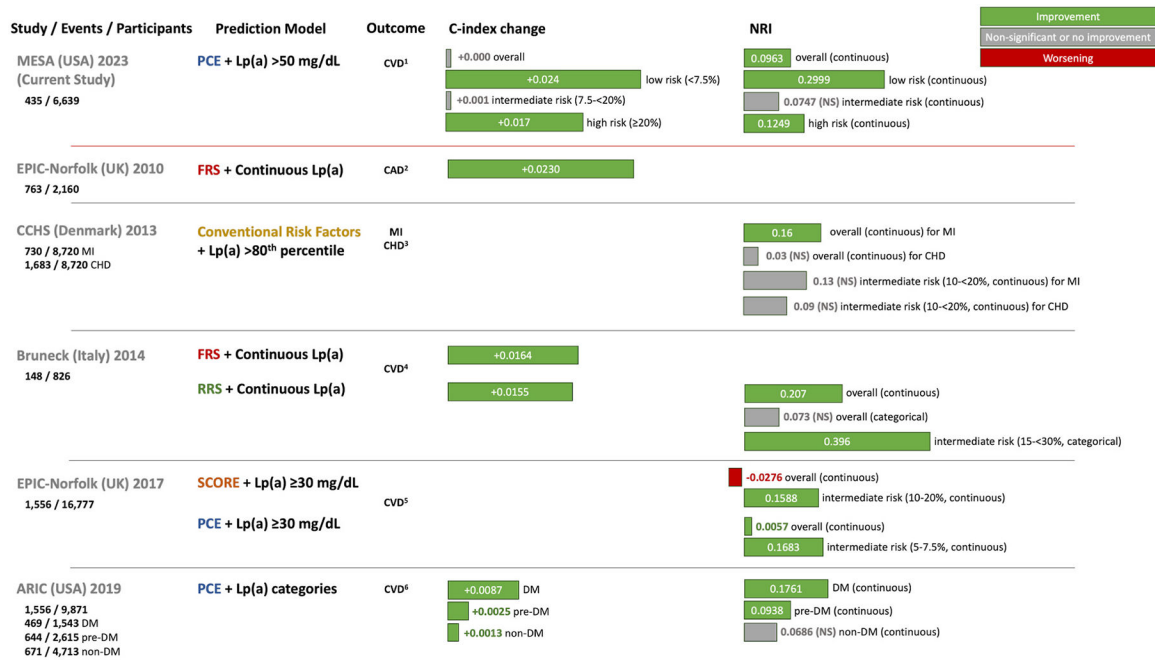 Study / Events / Participants Prediction Model Outcome C-index change NRI
Improvement
Non-significant or no improvement
Worsening
MESA (USA) 2023
(Current Study)
435 / 6,639
PCE + Lp(a) >50 mg/dL
CVD¹
+0.000 overall
+0.024 low risk (<7.5%)
+0.001 intermediate risk (7.5-<20%)
+0.017 high risk (≥20%)
0.0963 overall (continuous)
0.2999 low risk (continuous)
0.0747 (NS) intermediate risk (continuous)
0.1249 high risk (continuous)
EPIC-Norfolk (UK) 2010
763 / 2,160
FRS + Continuous Lp(a)
CAD²
+0.0230
CCHS (Denmark) 2013
730 / 8,720 MI
1,683 / 8,720 CHD
Conventional Risk Factors
+ Lp(a) >80th percentile
MI
CHD³
0.16 overall (continuous) for MI
0.03 (NS) overall (continuous) for CHD
0.13 (NS) intermediate risk (10-<20%, continuous) for MI
0.09 (NS) intermediate risk (10-<20%, continuous) for CHD
Bruneck (Italy) 2014
148 / 826
FRS + Continuous Lp(a)
RRS + Continuous Lp(a)
CVD⁴
+0.0164
+0.0155
0.207 overall (continuous)
0.073 (NS) overall (categorical)
0.396 intermediate risk (15-<30%, categorical)
EPIC-Norfolk (UK) 2017
1,556 / 16,777
SCORE + Lp(a) ≥30 mg/dL
PCE + Lp(a) ≥30 mg/dL
CVD⁵
-0.0276 overall (continuous)
0.1588 intermediate risk (10-20%, continuous)
0.0057 overall (continuous)
0.1683 intermediate risk (5-7.5%, continuous)
ARIC (USA) 2019
1,556 / 9,871
469 / 1,543 DM
644 / 2,615 pre-DM
671 / 4,713 non-DM
PCE + Lp(a) categories
CVD⁶
+0.0087 DM
+0.0025 pre-DM
+0.0013 non-DM
0.1761 DM (continuous)
0.0938 pre-DM (continuous)
0.0686 (NS) non-DM (continuous)